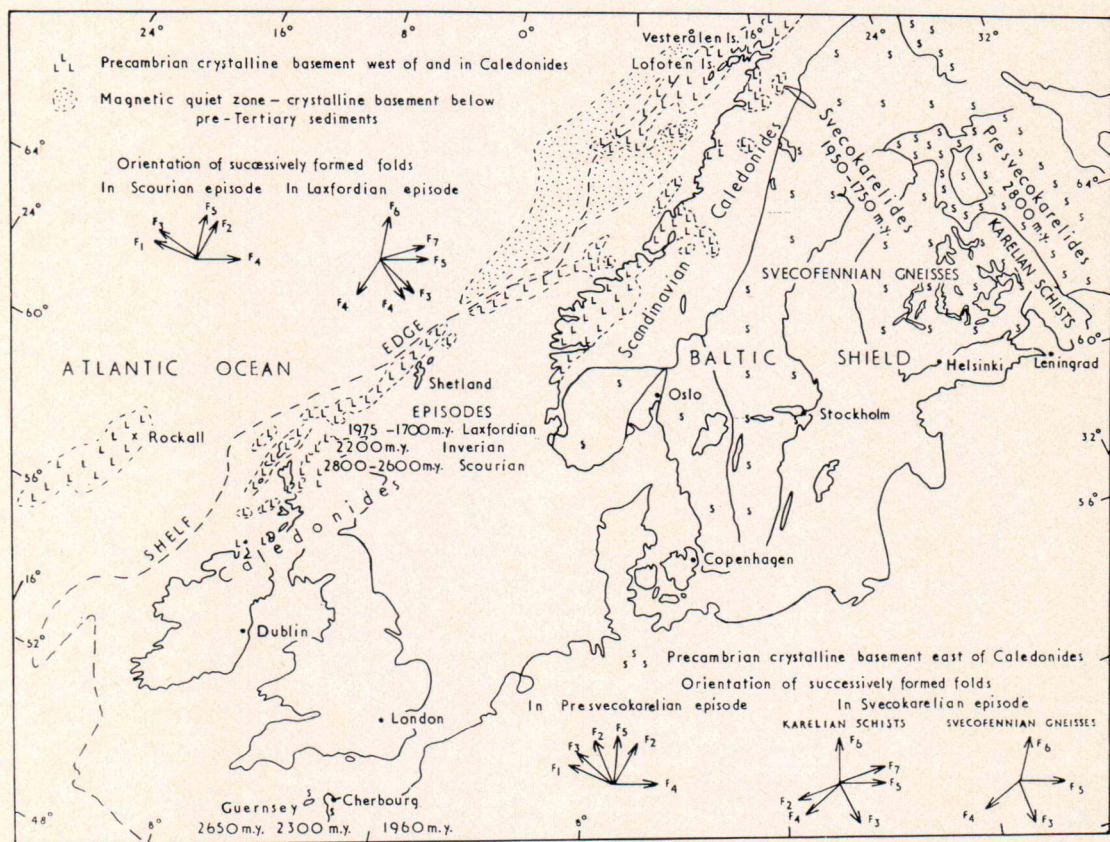 24° 16° 8° 0° 8° 16° 24° 32°
Vesterålen Is.
Lofoten Is.
L L L Precambrian crystalline basement west of and in Caledonides
Magnetic quiet zone – crystalline basement below
pre-Tertiary sediments
64°
Orientation of successively formed folds
In Scourian episode In Laxfordian episode
F5 F2 F1 F4
F6 F7 F5 F3 F4 F4
24°
60°
Scandinavian Caledonides
Svecokarelides
1950-1750 m.y.
Presvecokarelides
2800 m.y.
64°
KARELIAN SCHISTS
SVECOFENNIAN GNEISSES
60°
ATLANTIC OCEAN
SHELF EDGE
BALTIC SHIELD
Helsinki
Leningrad
Shetland
Oslo
Stockholm
EPISODES
1975 –1700 m.y. Laxfordian
2200 m.y. Inverian
2800–2600 m.y. Scourian
x Rockall
56°
32°
56°
Caledonides
Copenhagen
16°
Dublin
52°
London
S S S Precambrian crystalline basement east of Caledonides
Orientation of successively formed folds
In Presvecokarelian episode In Svecokarelian episode
KARELIAN SCHISTS SVECOFENNIAN GNEISSES
F1 F3 F2 F5 F2 F4
F6 F7 F5 F3 F4 F2
F6 F5 F3 F4
Guernsey S
S Cherbourg
2650 m.y. 2300 m.y. 1960 m.y.
48° 8° 8°